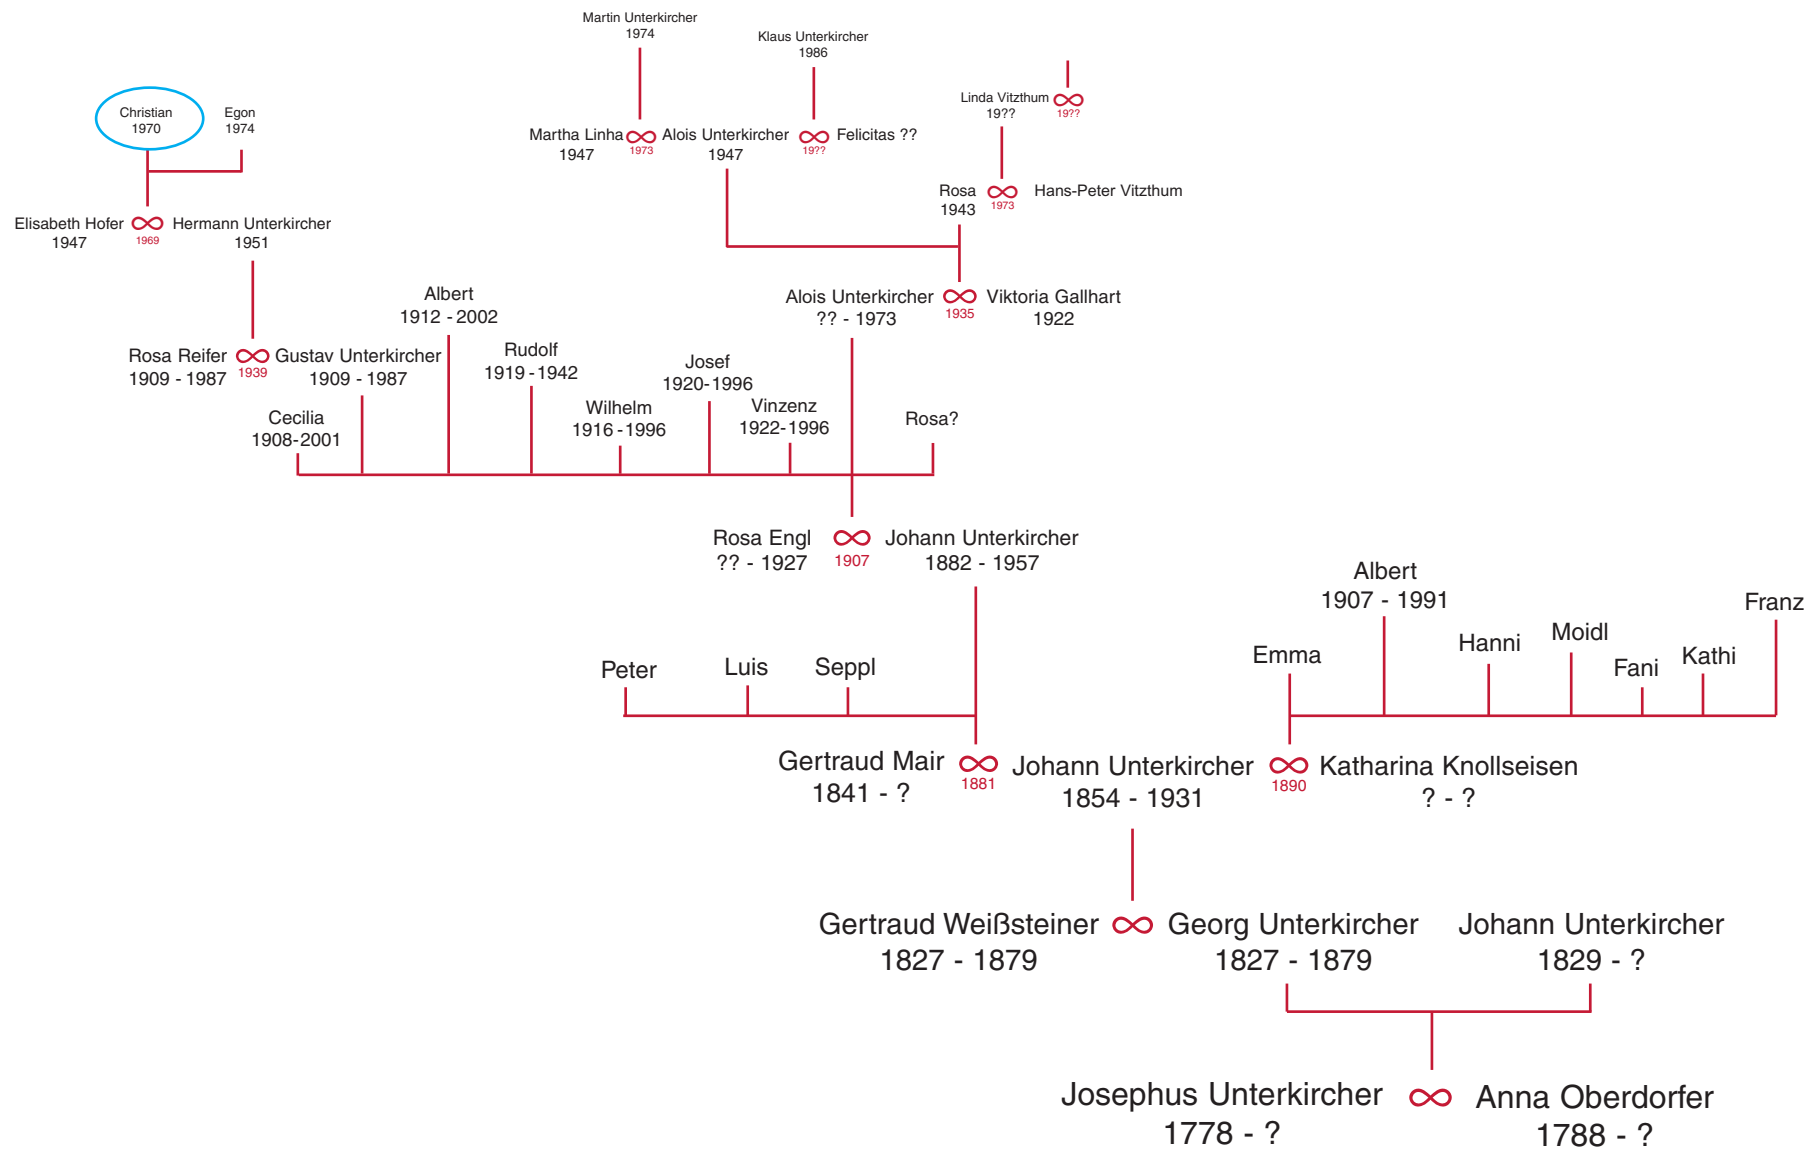 Martin Unterkircher
1974
Klaus Unterkircher
1986
Linda Vitzthum
19??
19??
Christian
1970
Egon
1974
Martha Linha
1947
1973
Alois Unterkircher
1947
19??
Felicitas ??
Rosa
1943
1973
Hans-Peter Vitzthum
Elisabeth Hofer
1947
1969
Hermann Unterkircher
1951
Albert
1912 - 2002
Alois Unterkircher
?? - 1973
1935
Viktoria Gallhart
1922
Rosa Reifer
1909 - 1987
1939
Gustav Unterkircher
1909 - 1987
Rudolf
1919 - 1942
Josef
1920- 1996
Cecilia
1908-2001
Wilhelm
1916 - 1996
Vinzenz
1922- 1996
Rosa?
Rosa Engl
?? - 1927
1907
Johann Unterkircher
1882 - 1957
Peter
Luis
Seppl
Emma
Albert
1907 - 1991
Hanni
Moidl
Fani
Kathi
Franz
Gertraud Mair
1841 - ?
1881
Johann Unterkircher
1854 - 1931
1890
Katharina Knollseisen
? - ?
Gertraud Weißsteiner
1827 - 1879
Georg Unterkircher
1827 - 1879
Johann Unterkircher
1829 - ?
Josephus Unterkircher
1778 - ?
Anna Oberdorfer
1788 - ?